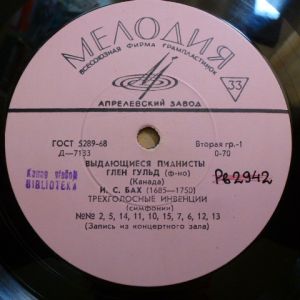 МЕЛОДИЯ
ВСЕСОЮЗНАЯ ФИРМА ГРАМПЛАСТИНОК
33
АПРЕЛЕВСКИЙ ЗАВОД
ГОСТ 5289-68
Вторая гр.-1
Д—7133
0-70
ВЫДАЮЩИЕСЯ ПИАНИСТЫ
ГЛЕН ГУЛЬД (ф-но)
(Канада)
И. С. БАХ (1685—1750)
ТРЕХГОЛОСНЫЕ ИНВЕНЦИИ
(симфонии)
№№ 2, 5, 14, 11, 10, 15, 7, 6, 12, 13
(Запись из концертного зала)
BIBLIOTEKA
Рв2942